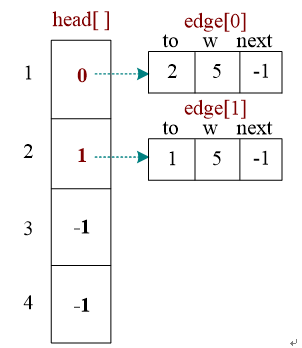 head[ ]
edge[0]
to w next
1 0 2 5 -1
edge[1]
to w next
2 1 1 5 -1
3 -1
4 -1